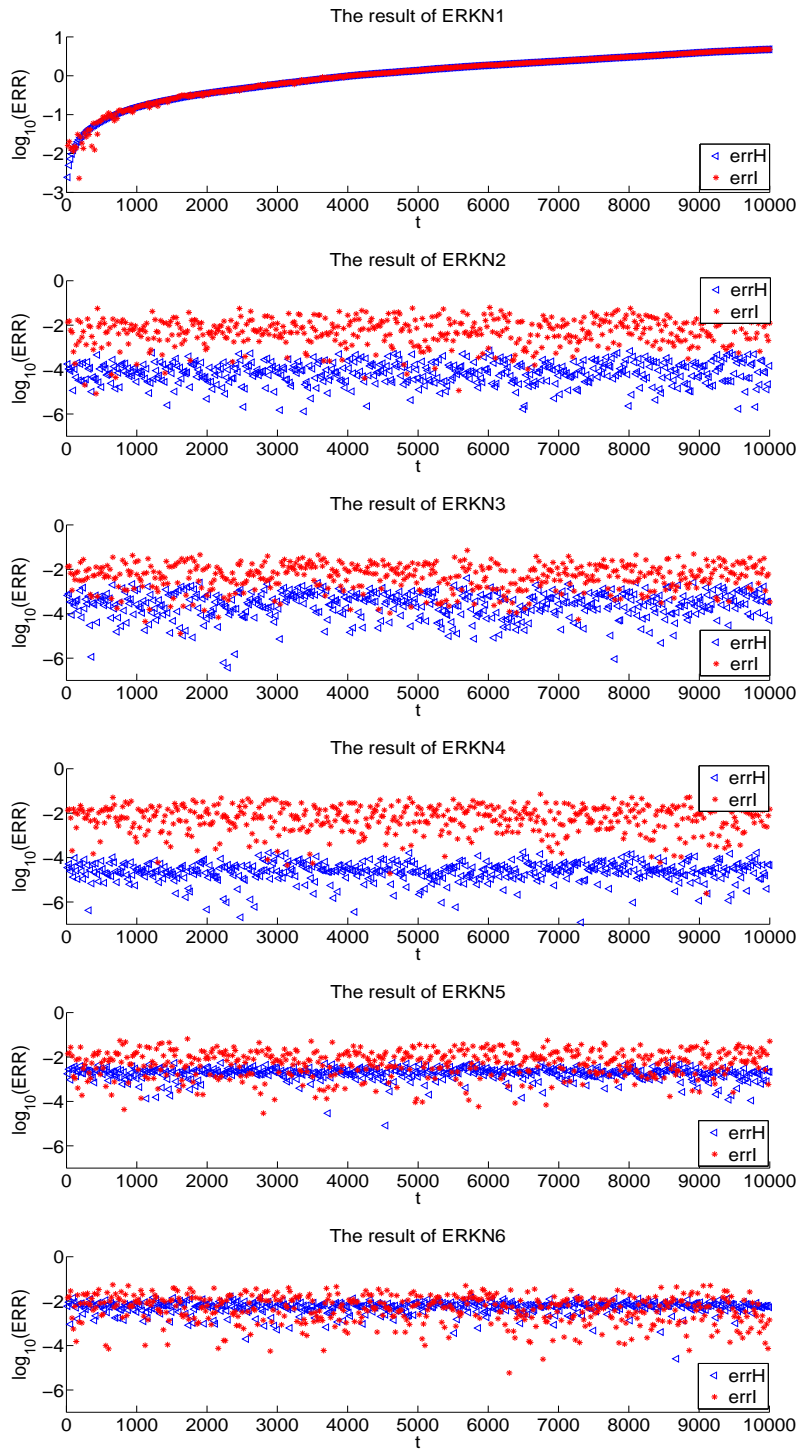 The result of ERKN1
log10(ERR)
1
0
−1
−2
−3
0 1000 2000 3000 4000 5000 6000 7000 8000 9000 10000
t
errH
errI
The result of ERKN2
log10(ERR)
0
−2
−4
−6
0 1000 2000 3000 4000 5000 6000 7000 8000 9000 10000
t
errH
errI
The result of ERKN3
log10(ERR)
0
−2
−4
−6
0 1000 2000 3000 4000 5000 6000 7000 8000 9000 10000
t
errH
errI
The result of ERKN4
log10(ERR)
0
−2
−4
−6
0 1000 2000 3000 4000 5000 6000 7000 8000 9000 10000
t
errH
errI
The result of ERKN5
log10(ERR)
0
−2
−4
−6
0 1000 2000 3000 4000 5000 6000 7000 8000 9000 10000
t
errH
errI
The result of ERKN6
log10(ERR)
0
−2
−4
−6
0 1000 2000 3000 4000 5000 6000 7000 8000 9000 10000
t
errH
errI